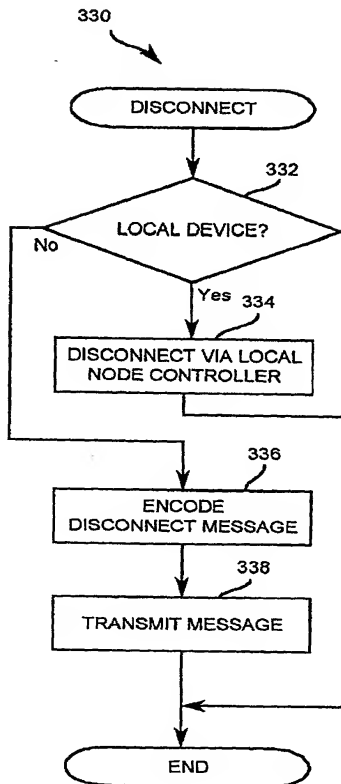 330
DISCONNECT
332
LOCAL DEVICE?
No
Yes
334
DISCONNECT VIA LOCAL
NODE CONTROLLER
336
ENCODE
DISCONNECT MESSAGE
338
TRANSMIT MESSAGE
END